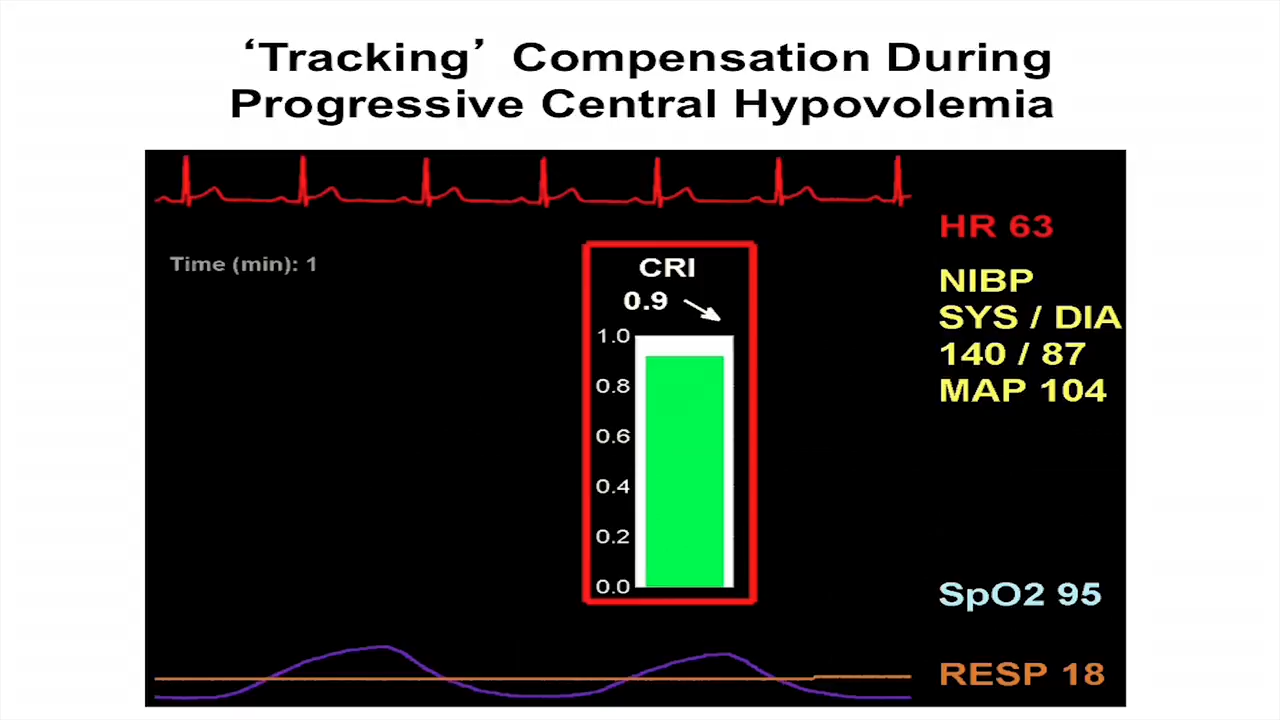 ‘Tracking’ Compensation During
Progressive Central Hypovolemia
HR 63
Time (min): 1
CRI
0.9
1.0
0.8
0.6
0.4
0.2
0.0
NIBP
SYS / DIA
140 / 87
MAP 104
SpO2 95
RESP 18